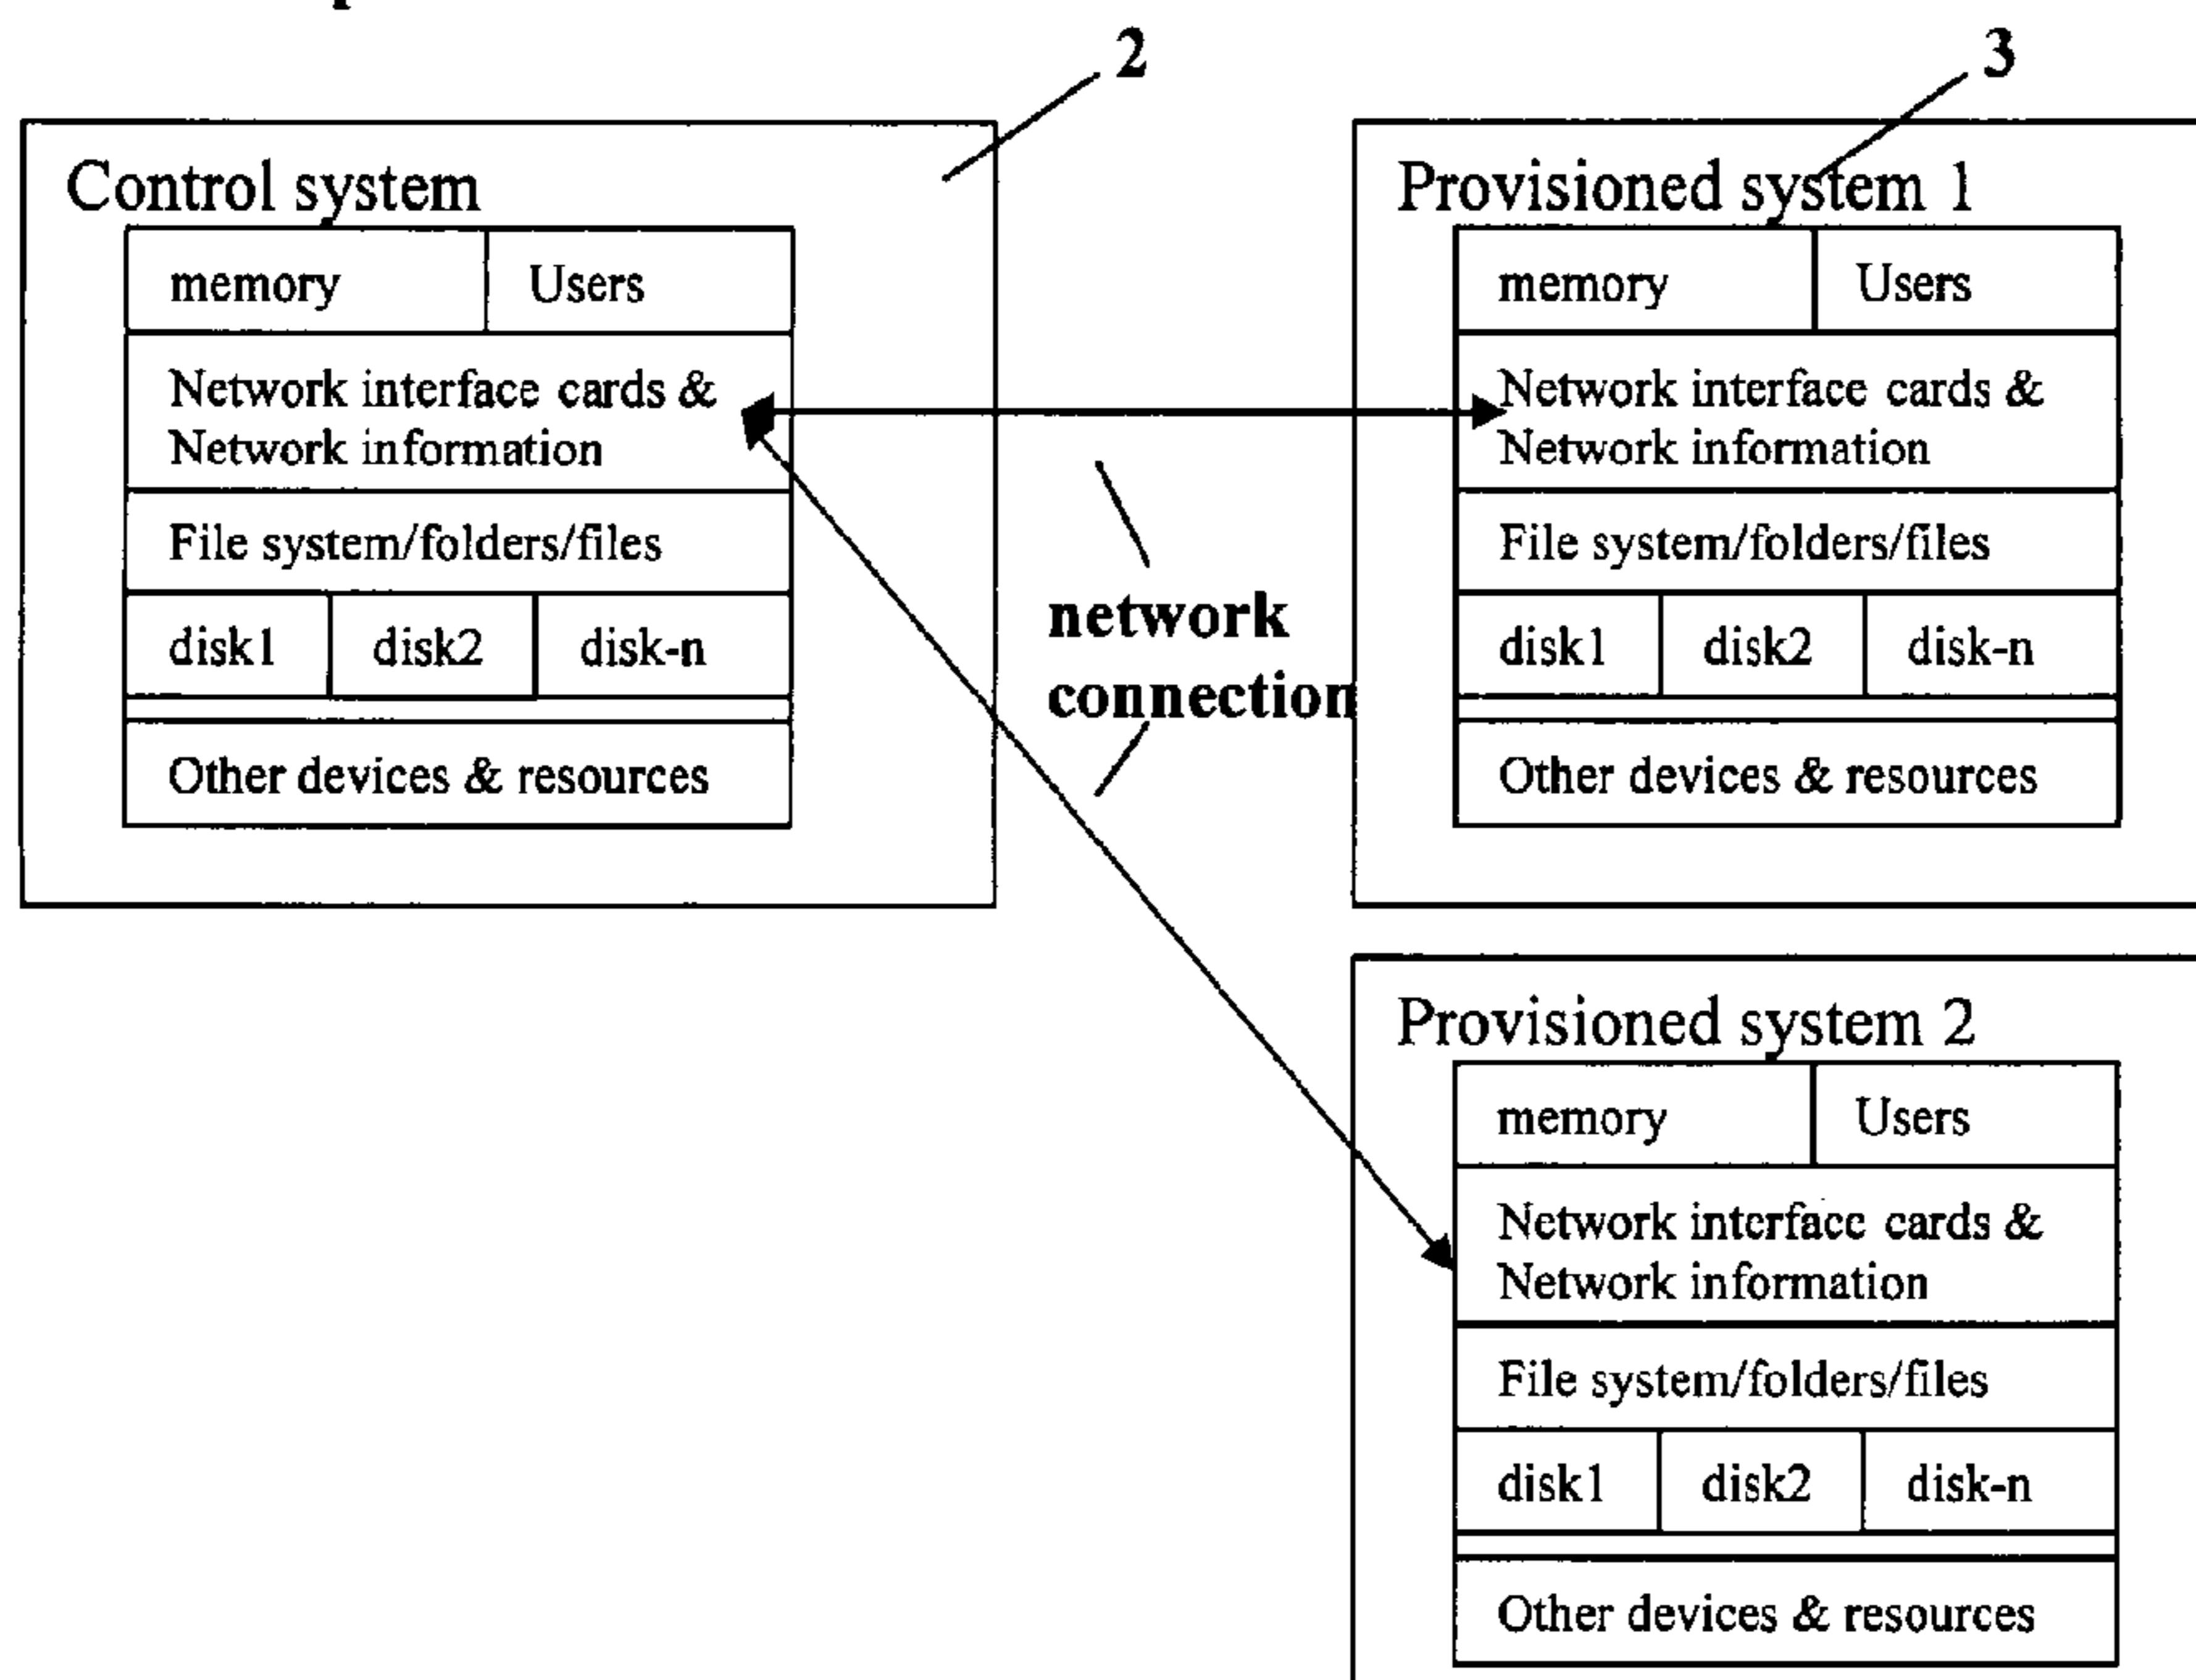 2
3
Control system
memory Users
Network interface cards &
Network information
File system/folders/files
disk1 disk2 disk-n
Other devices & resources
network
connection
Provisioned system 1
memory Users
Network interface cards &
Network information
File system/folders/files
disk1 disk2 disk-n
Other devices & resources
Provisioned system 2
memory Users
Network interface cards &
Network information
File system/folders/files
disk1 disk2 disk-n
Other devices & resources